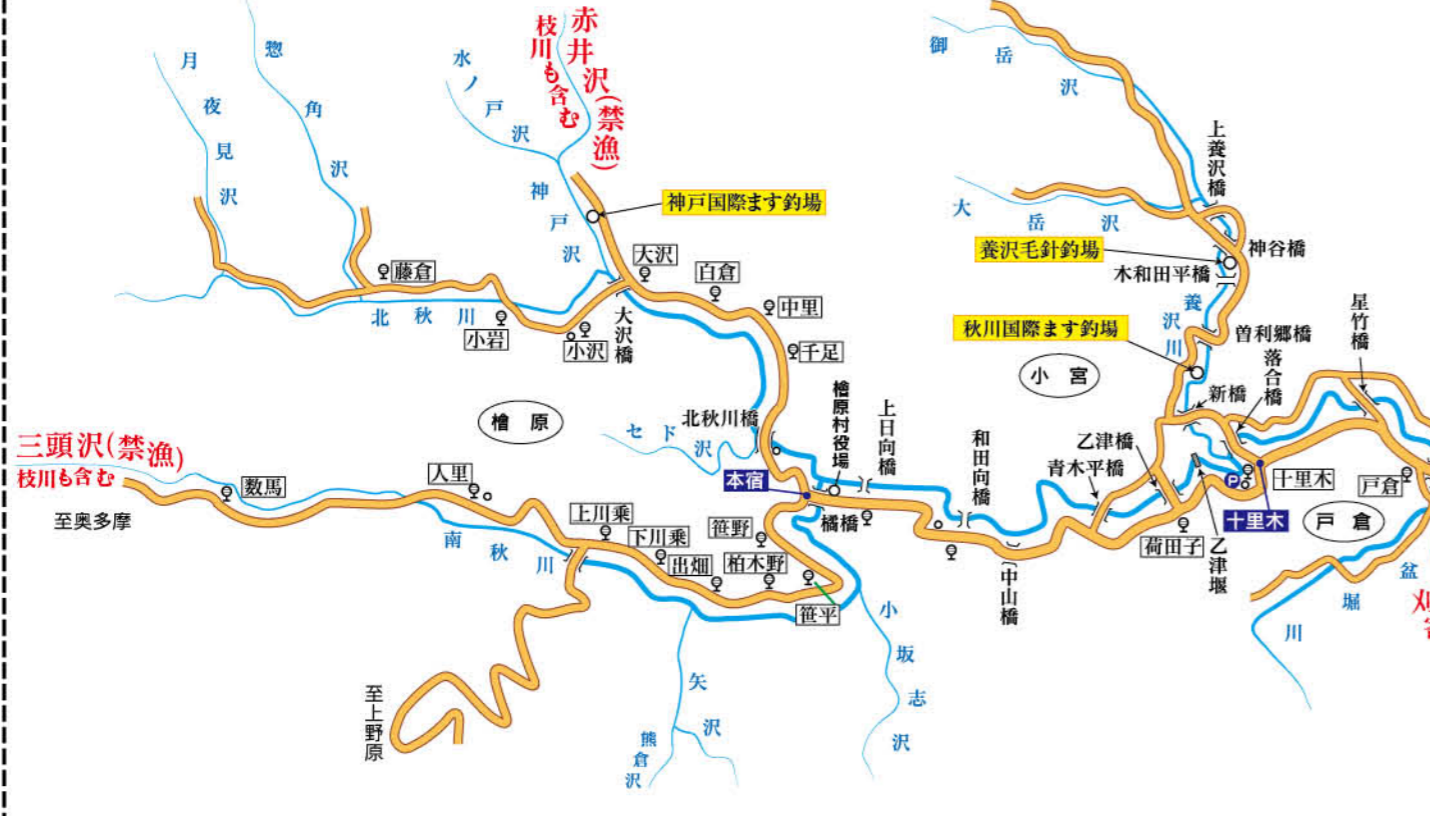 月夜見沢
惣角沢
水ノ戸沢
赤井沢(禁漁)
枝川も含む
神戸沢
神戸国際ます釣場
御岳沢
上養沢橋
大岳沢
養沢毛針釣場
神谷橋
木和田平橋
養沢川
秋川国際ます釣場
曽利郷橋
星竹橋
落合橋
新橋
小宮
藤倉
大沢
白倉
中里
千足
北秋川
小岩
小沢
大沢橋
檜原
北秋川橋
セド沢
本宿
檜原村役場
上日向橋
和田向橋
乙津橋
青木平橋
P
十里木
十里木
戸倉
戸倉
三頭沢(禁漁)
枝川も含む
至奥多摩
数馬
人里
上川乗
下川乗
出畑
笹野
柏木野
笹平
橘橋
中山橋
荷田子
乙津堰
南秋川
小坂志沢
矢沢
熊倉沢
至上野原
盆堀川